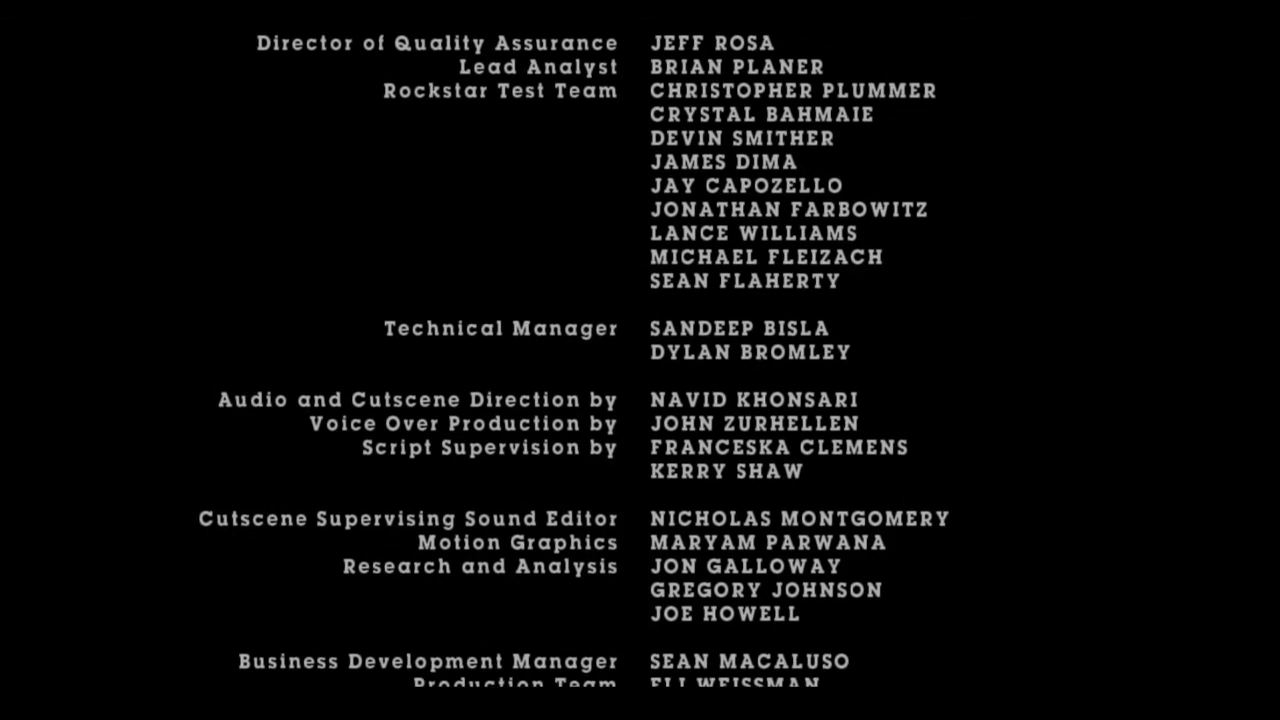 Director of Quality Assurance JEFF ROSA
Lead Analyst BRIAN PLANER
Rockstar Test Team CHRISTOPHER PLUMMER
CRYSTAL BAHMAIE
DEVIN SMITHER
JAMES DIMA
JAY CAPOZELLO
JONATHAN FARBOWITZ
LANCE WILLIAMS
MICHAEL FLEIZACH
SEAN FLAHERTY
Technical Manager SANDEEP BISLA
DYLAN BROMLEY
Audio and Cutscene Direction by NAVID KHONSARI
Voice Over Production by JOHN ZURHELLEN
Script Supervision by FRANCESKA CLEMENS
KERRY SHAW
Cutscene Supervising Sound Editor NICHOLAS MONTGOMERY
Motion Graphics MARYAM PARWANA
Research and Analysis JON GALLOWAY
GREGORY JOHNSON
JOE HOWELL
Business Development Manager SEAN MACALUSO
Production Team ELI WEISSMAN